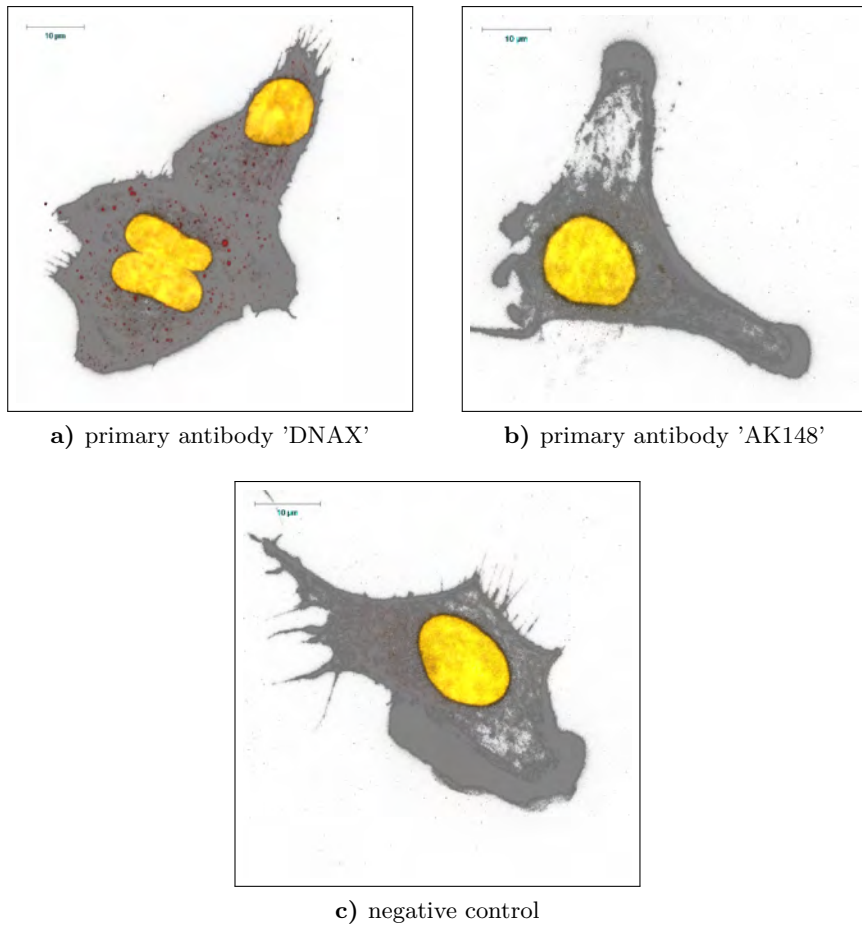 10 µm
10 µm
a) primary antibody 'DNAX'
b) primary antibody 'AK148'
10 µm
c) negative control